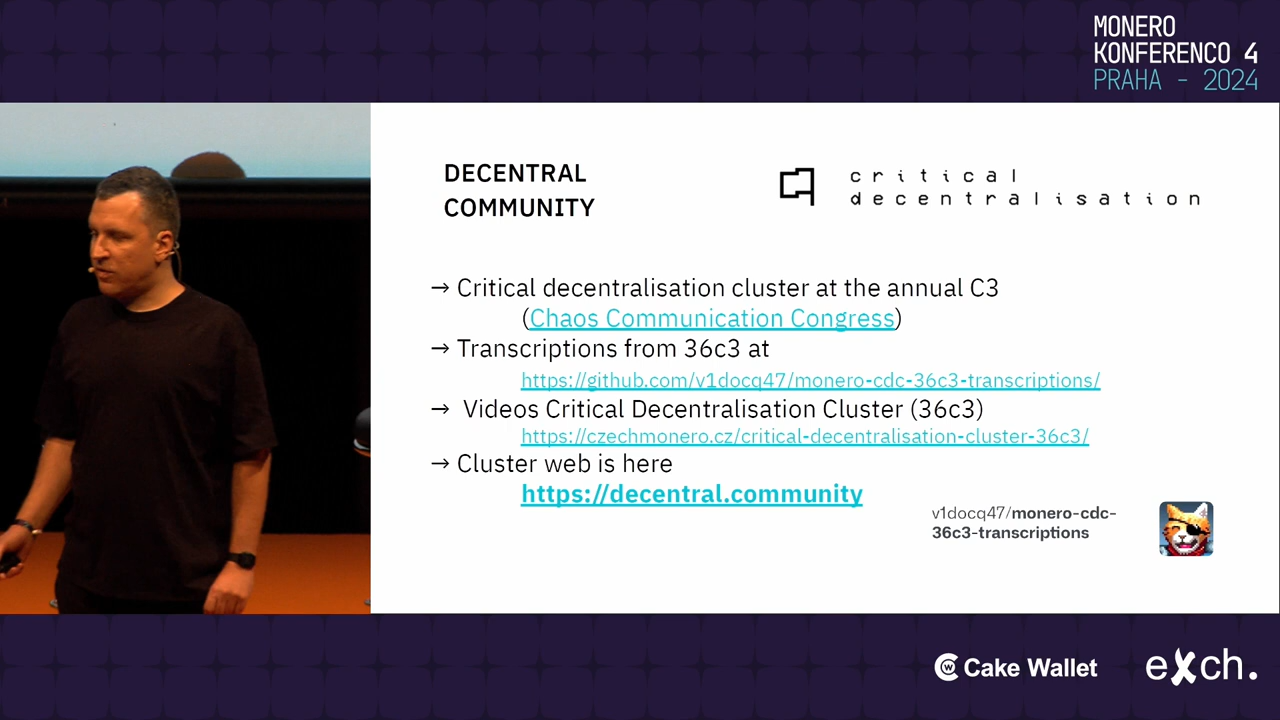 MONERO
KONFERENCO 4
PRAHA - 2024
DECENTRAL
COMMUNITY
critical
decentralisation
→ Critical decentralisation cluster at the annual C3
(Chaos Communication Congress)
→ Transcriptions from 36c3 at
https://github.com/v1docq47/monero-cdc-36c3-transcriptions/
→ Videos Critical Decentralisation Cluster (36c3)
https://czechmonero.cz/critical-decentralisation-cluster-36c3/
→ Cluster web is here
https://decentral.community
v1docq47/monero-cdc-
36c3-transcriptions
Cake Wallet
exch.